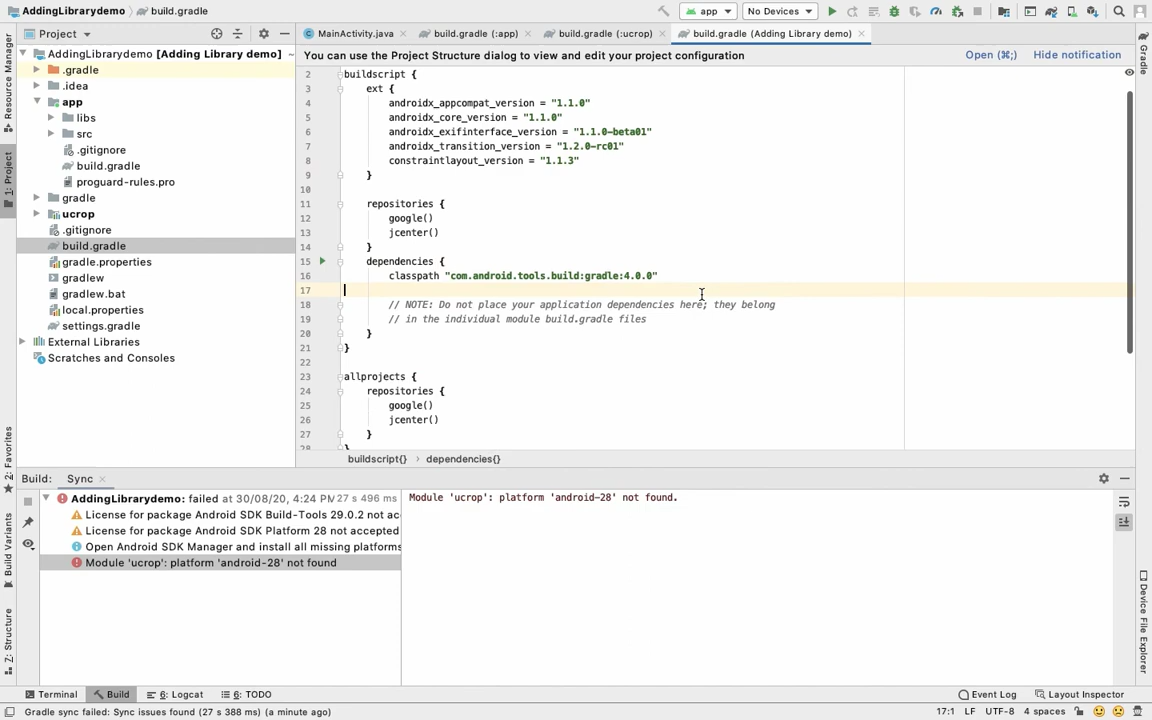 AddingLibrarydemo › build.gradle
app
No Devices
Project
MainActivity.java
build.gradle (:app)
build.gradle (:ucrop)
build.gradle (Adding Library demo)
You can use the Project Structure dialog to view and edit your project configuration
Open (⌘;)
Hide notification
Resource Manager
1: Project
2: Favorites
Build Variants
Z: Structure
AddingLibrarydemo [Adding Library demo] ~
.gradle
.idea
app
libs
src
.gitignore
build.gradle
proguard-rules.pro
gradle
ucrop
.gitignore
build.gradle
gradle.properties
gradlew
gradlew.bat
local.properties
settings.gradle
External Libraries
Scratches and Consoles
2 buildscript {
3 ext {
4 androidx_appcompat_version = "1.1.0"
5 androidx_core_version = "1.1.0"
6 androidx_exifinterface_version = "1.1.0-beta01"
7 androidx_transition_version = "1.2.0-rc01"
8 constraintlayout_version = "1.1.3"
9 }
10
11 repositories {
12 google()
13 jcenter()
14 }
15 dependencies {
16 classpath "com.android.tools.build:gradle:4.0.0"
17
18 // NOTE: Do not place your application dependencies here; they belong
19 // in the individual module build.gradle files
20 }
21 }
22
23 allprojects {
24 repositories {
25 google()
26 jcenter()
27 }
28 }
buildscript{} › dependencies{}
Gradle
Device File Explorer
Build:
Sync
AddingLibrarydemo: failed at 30/08/20, 4:24 PM 27 s 496 ms
License for package Android SDK Build-Tools 29.0.2 not ac
License for package Android SDK Platform 28 not accepted
Open Android SDK Manager and install all missing platforms
Module 'ucrop': platform 'android-28' not found
Module 'ucrop': platform 'android-28' not found.
Terminal
Build
6: Logcat
6: TODO
Event Log
Layout Inspector
Gradle sync failed: Sync issues found (27 s 388 ms) (a minute ago)
17:1 LF UTF-8 4 spaces